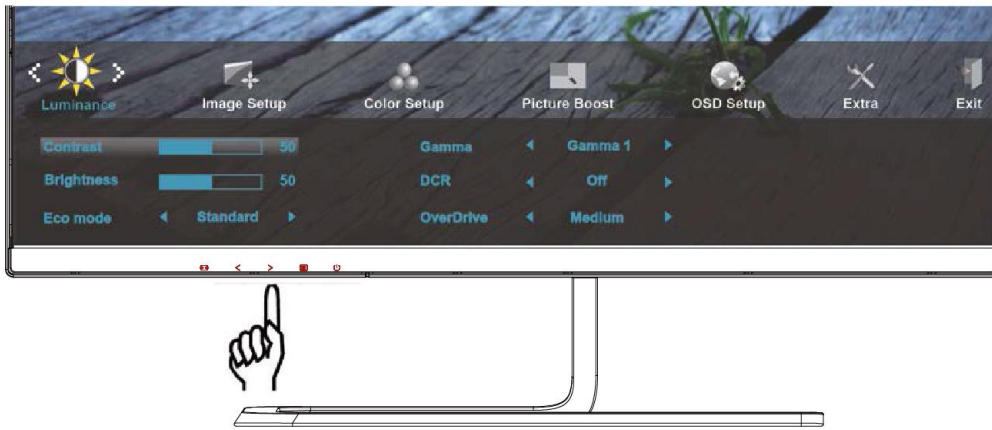 Luminance Image Setup Color Setup Picture Boost OSD Setup Extra Exit
Contrast 50 Gamma Gamma 1
Brightness 50 DCR Off
Eco mode Standard OverDrive Medium